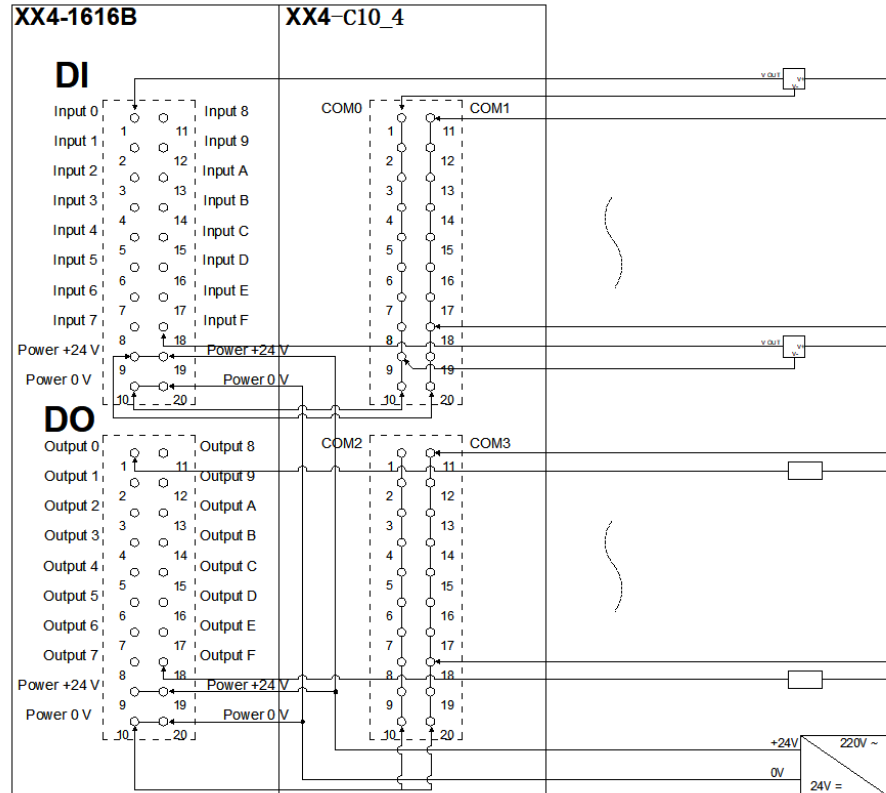 XX4-1616B XX4-C10_4
DI
V OUT V+
V-
Input 0 Input 8 COM0 COM1
1 11 1 11
Input 1 Input 9
2 12 2 12
Input 2 Input A
3 13 3 13
Input 3 Input B
4 14 4 14
Input 4 Input C
5 15 5 15
Input 5 Input D
6 16 6 16
Input 6 Input E
7 17 7 17
Input 7 Input F
8 18 8 18
V OUT V+
V-
Power +24 V Power +24 V
9 19 9 19
Power 0 V Power 0 V
10 20 10 20
DO
Output 0 Output 8 COM2 COM3
1 11 1 11
Output 1 Output 9
2 12 2 12
Output 2 Output A
3 13 3 13
Output 3 Output B
4 14 4 14
Output 4 Output C
5 15 5 15
Output 5 Output D
6 16 6 16
Output 6 Output E
7 17 7 17
Output 7 Output F
8 18 8 18
Power +24 V Power +24 V
9 19 9 19
Power 0 V Power 0 V
10 20 10 20
+24V 220V ~
0V
24V =